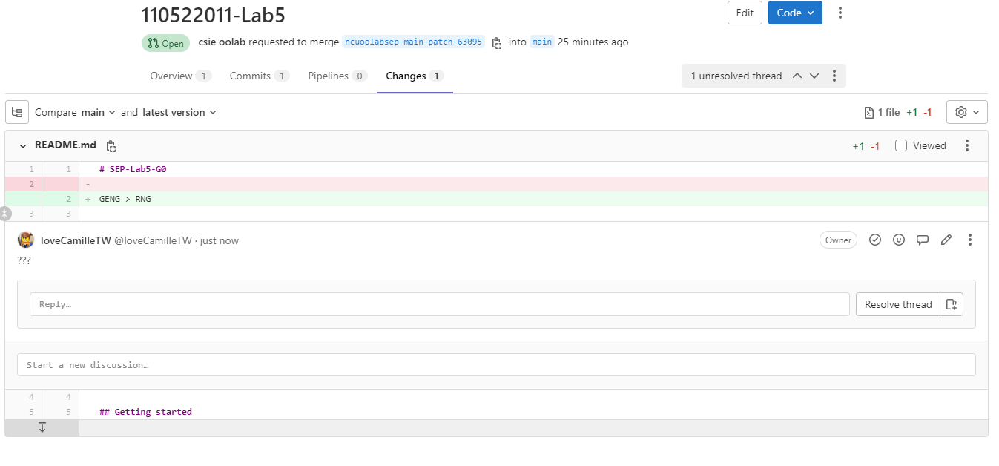 110522011-Lab5
Edit
Code
Open
csie oolab requested to merge ncuoolabsep-main-patch-63095 into main 25 minutes ago
Overview 1
Commits 1
Pipelines 0
Changes 1
1 unresolved thread
Compare main and latest version
1 file +1 -1
README.md
+1 -1
Viewed
1 1 # SEP-Lab5-G0
2 -
2 + GENG > RNG
3 3
loveCamilleTW @loveCamilleTW · just now
Owner
???
Reply…
Resolve thread
Start a new discussion…
4 4
5 5 ## Getting started